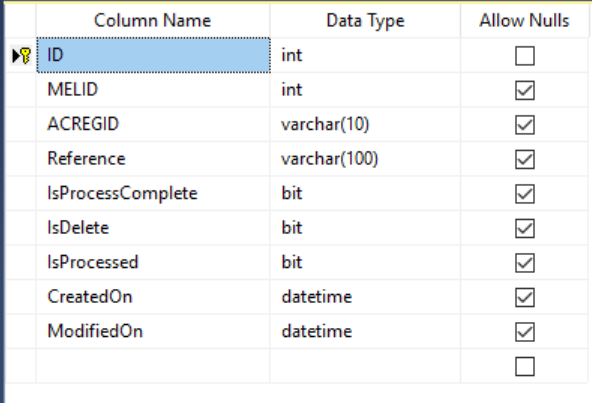 Column Name Data Type Allow Nulls
ID int
MELID int
ACREGID varchar(10)
Reference varchar(100)
IsProcessComplete bit
IsDelete bit
IsProcessed bit
CreatedOn datetime
ModifiedOn datetime